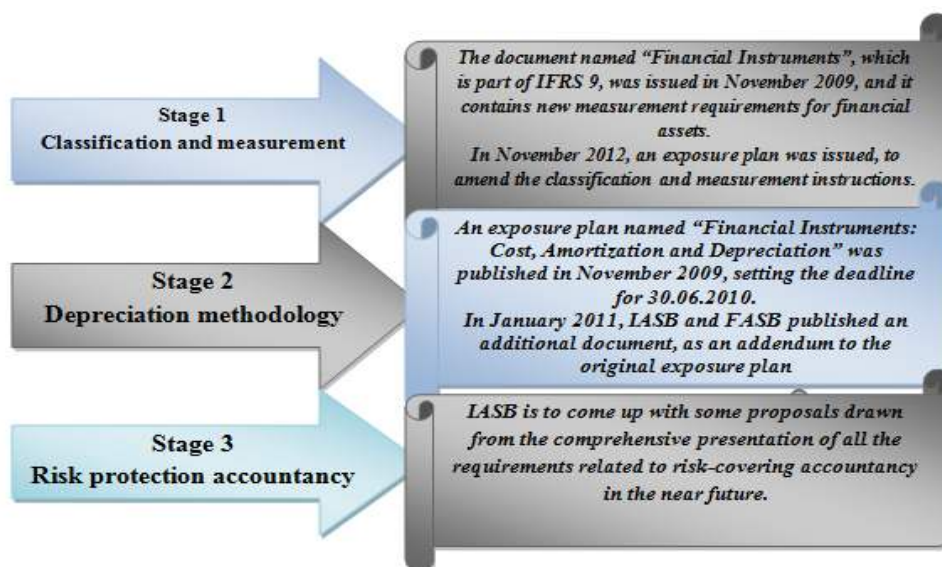 Stage 1
Classification and measurement
The document named “Financial Instruments”, which
is part of IFRS 9, was issued in November 2009, and it
contains new measurement requirements for financial
assets.
In November 2012, an exposure plan was issued, to
amend the classification and measurement instructions.
Stage 2
Depreciation methodology
An exposure plan named “Financial Instruments:
Cost, Amortization and Depreciation” was
published in November 2009, setting the deadline
for 30.06.2010.
In January 2011, IASB and FASB published an
additional document, as an addendum to the
original exposure plan
Stage 3
Risk protection accountancy
IASB is to come up with some proposals drawn
from the comprehensive presentation of all the
requirements related to risk-covering accountancy
in the near future.